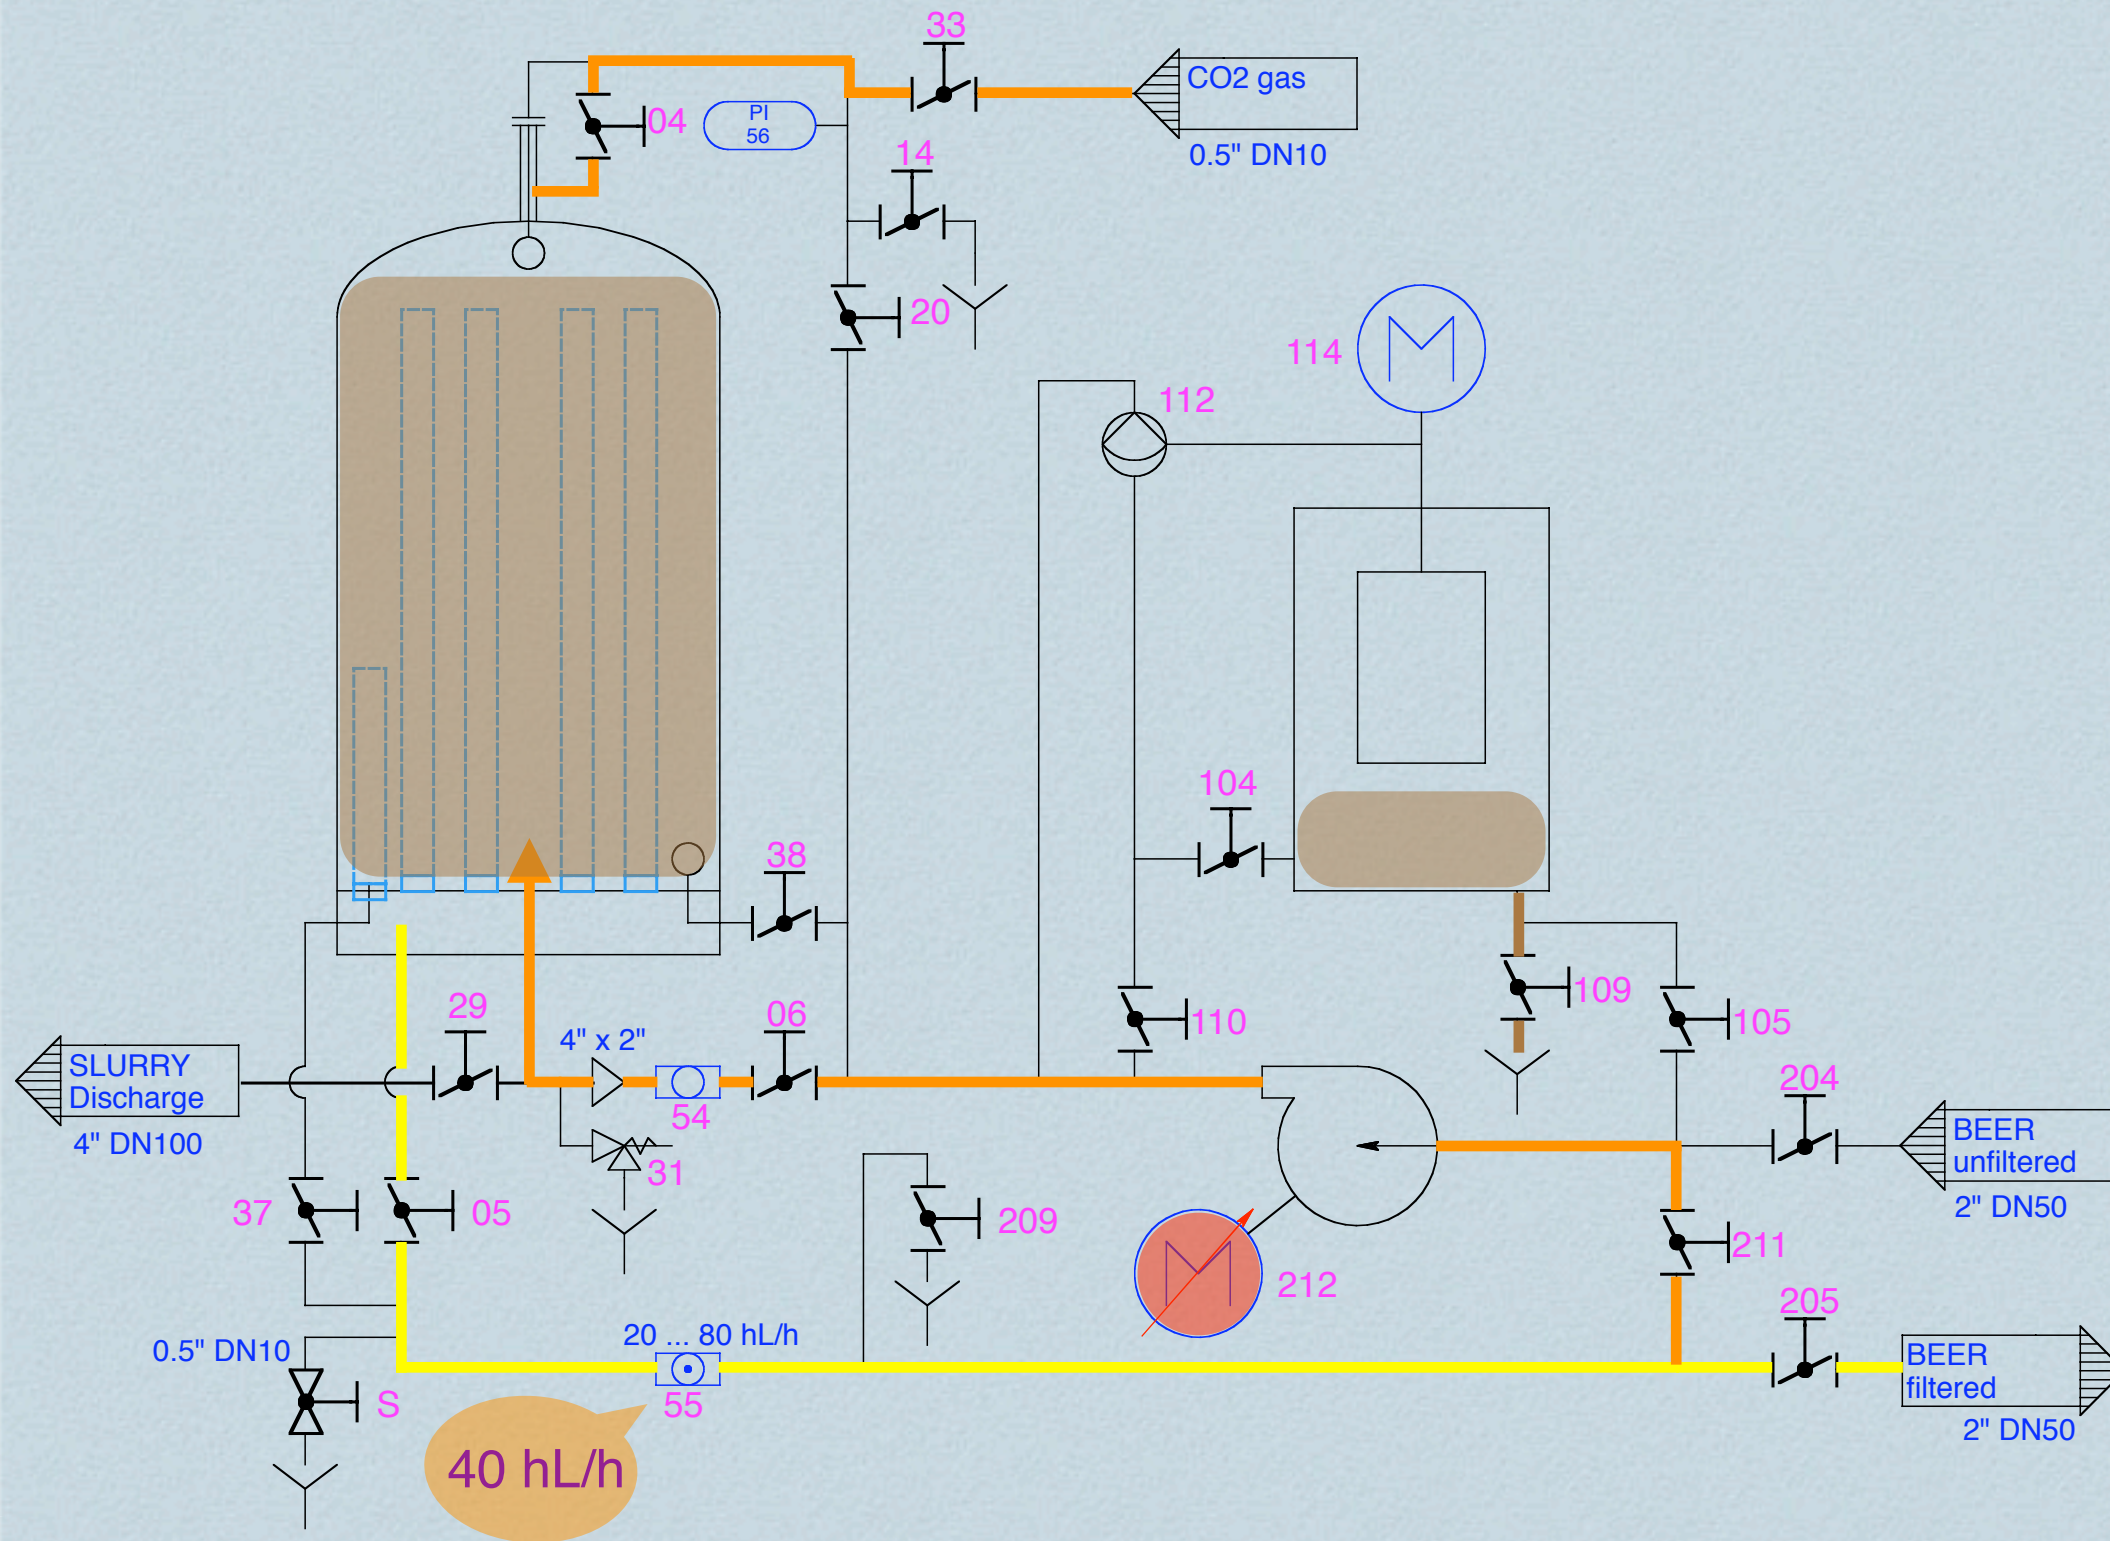 33
CO2 gas
0.5" DN10
04
PI
56
14
20
114
M
112
104
38
29
06
4" x 2"
54
SLURRY
Discharge
4" DN100
110
109
105
204
BEER
unfiltered
2" DN50
31
37
05
209
211
212
M
205
BEER
filtered
2" DN50
20 ... 80 hL/h
55
0.5" DN10
S
40 hL/h